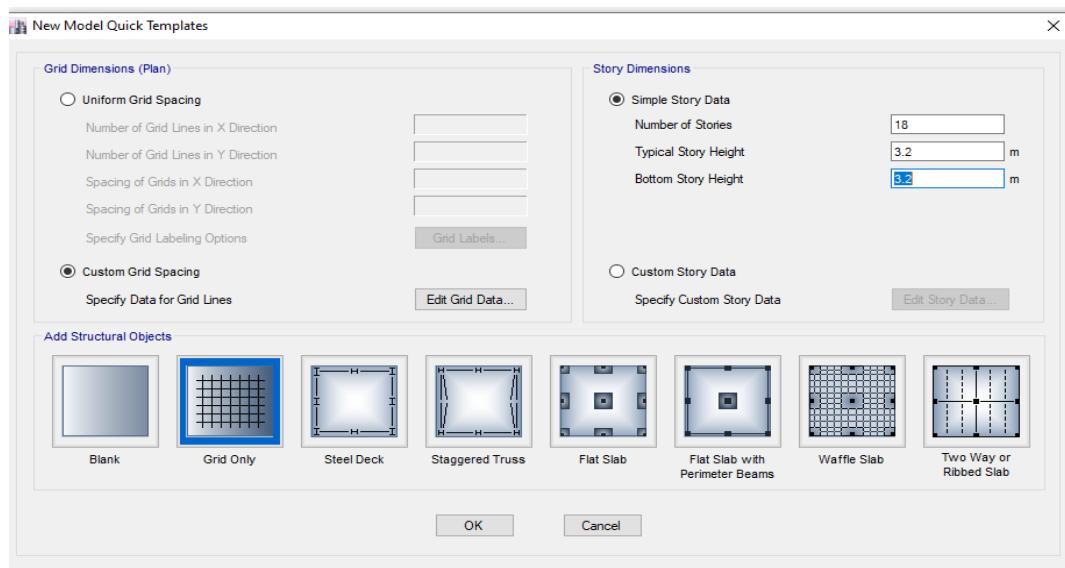 New Model Quick Templates
Grid Dimensions (Plan)
Uniform Grid Spacing
Number of Grid Lines in X Direction
Number of Grid Lines in Y Direction
Spacing of Grids in X Direction
Spacing of Grids in Y Direction
Specify Grid Labeling Options
Grid Labels...
Custom Grid Spacing
Specify Data for Grid Lines
Edit Grid Data...
Story Dimensions
Simple Story Data
Number of Stories 18
Typical Story Height 3.2 m
Bottom Story Height 3.2 m
Custom Story Data
Specify Custom Story Data
Edit Story Data...
Add Structural Objects
Blank
Grid Only
Steel Deck
Staggered Truss
Flat Slab
Flat Slab with
Perimeter Beams
Waffle Slab
Two Way or
Ribbed Slab
OK
Cancel